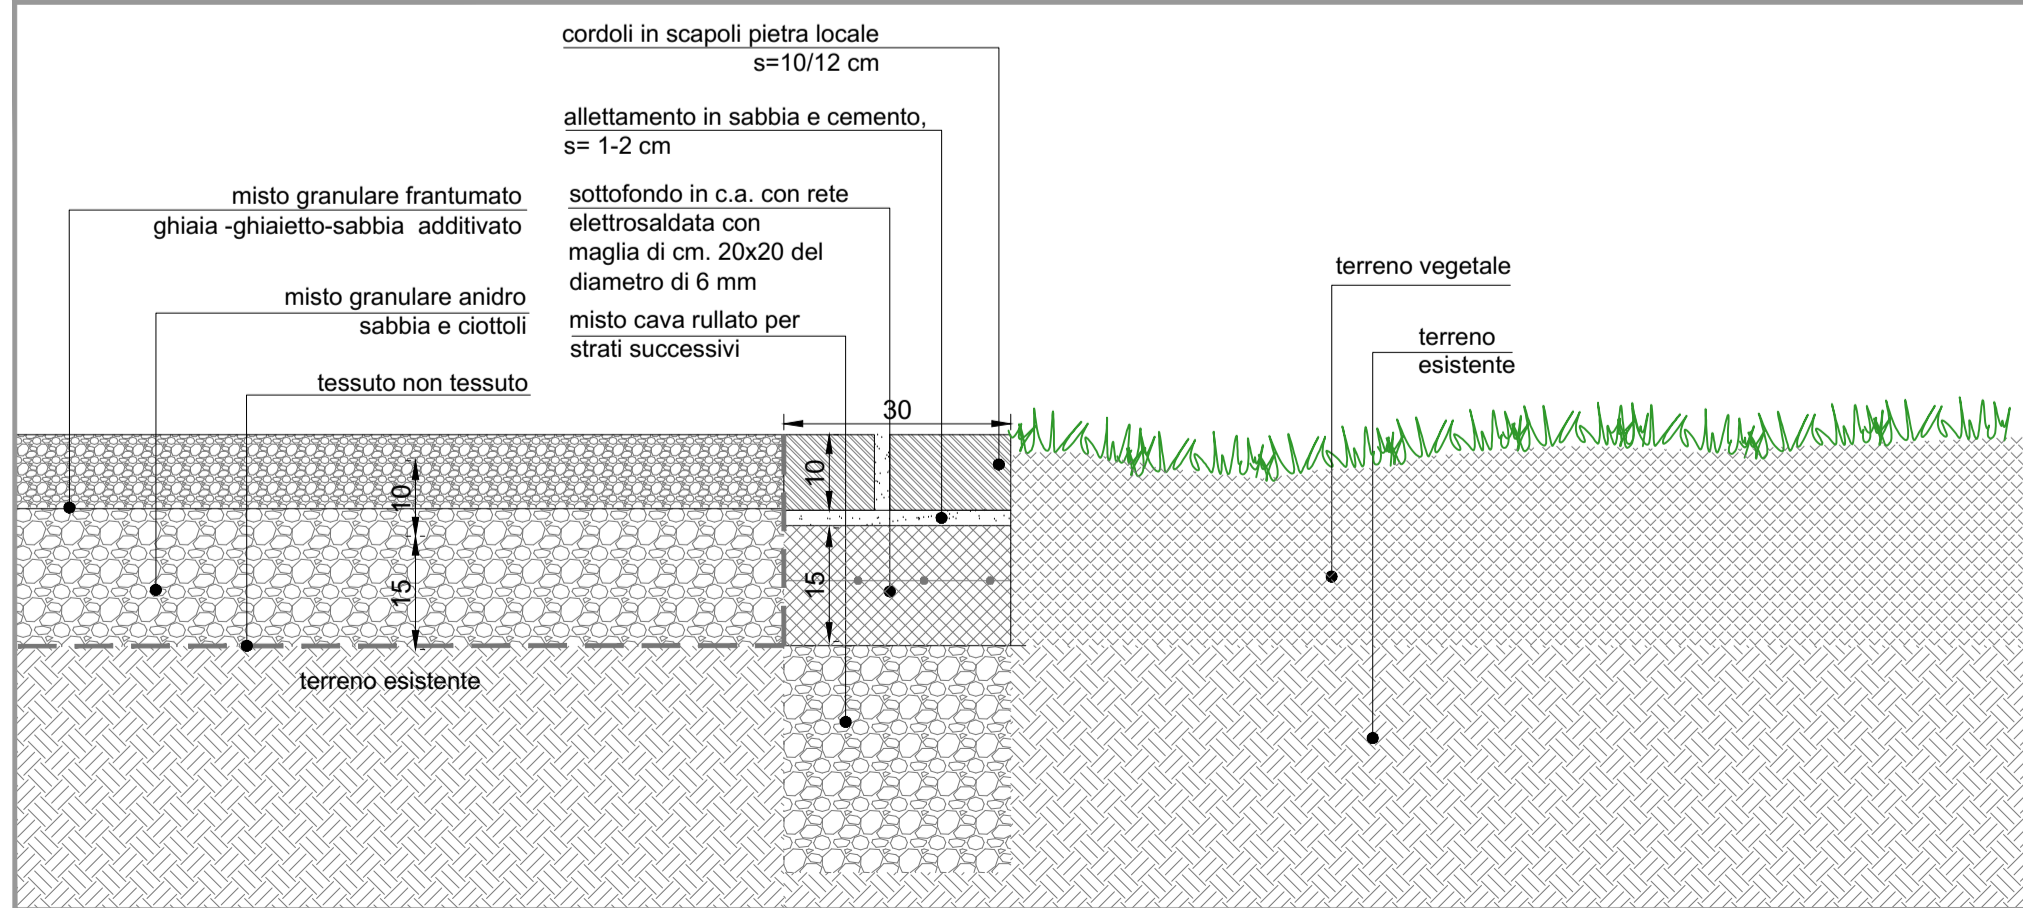 cordoli in scapoli pietra locale
s=10/12 cm
allettamento in sabbia e cemento,
s= 1-2 cm
misto granulare frantumato
ghiaia -ghiaietto-sabbia  additivato
sottofondo in c.a. con rete
elettrosaldata con
maglia di cm. 20x20 del
diametro di 6 mm
misto granulare anidro
sabbia e ciottoli
misto cava rullato per
strati successivi
tessuto non tessuto
terreno vegetale
terreno
esistente
30
10
10
15
15
terreno esistente